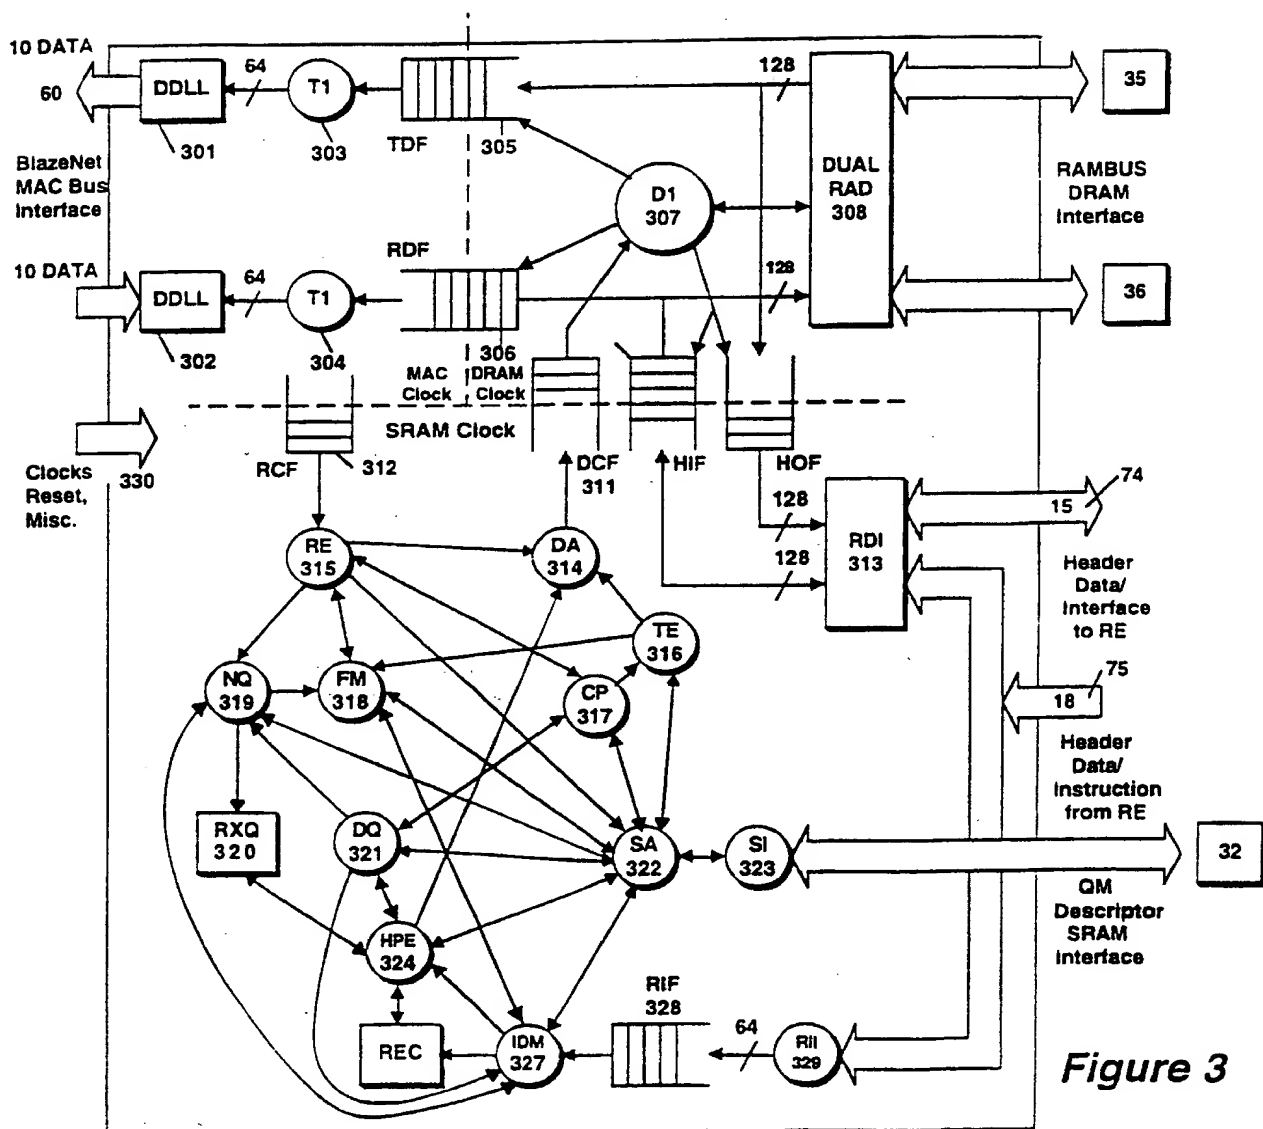 10 DATA
60
DDLL
301
64
T1
303
TDF
305
128
DUAL
RAD
308
35
BlazeNet
MAC Bus
Interface
D1
307
RAMBUS
DRAM
Interface
10 DATA
DDLL
302
64
T1
304
RDF
306
128
36
MAC
Clock
DRAM
Clock
SRAM Clock
Clocks
Reset,
Misc.
330
RCF
312
DCF
311
HIF
HOF
128
128
RDI
313
15
74
Header
Data/
Interface
to RE
RE
315
DA
314
TE
316
NQ
319
FM
318
CP
317
18
75
Header
Data/
Instruction
from RE
RXQ
320
DQ
321
SA
322
SI
323
32
QM
Descriptor
SRAM
Interface
HPE
324
REC
IDM
327
RIF
328
64
RII
329
Figure 3